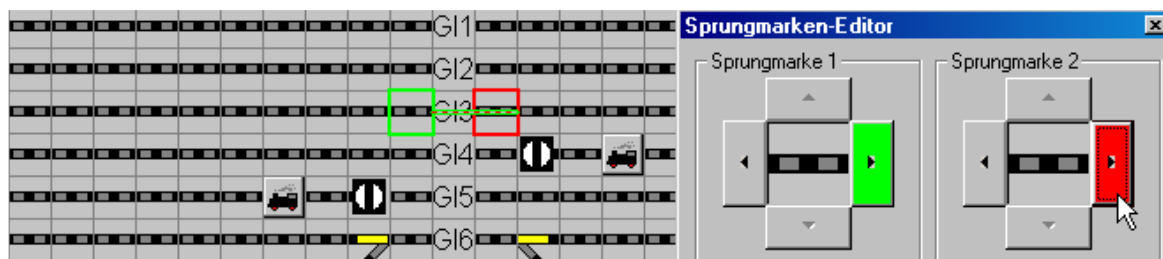 Gl1
Gl2
Gl3
Gl4
Gl5
Gl6
Sprungmarken-Editor
Sprungmarke 1
Sprungmarke 2